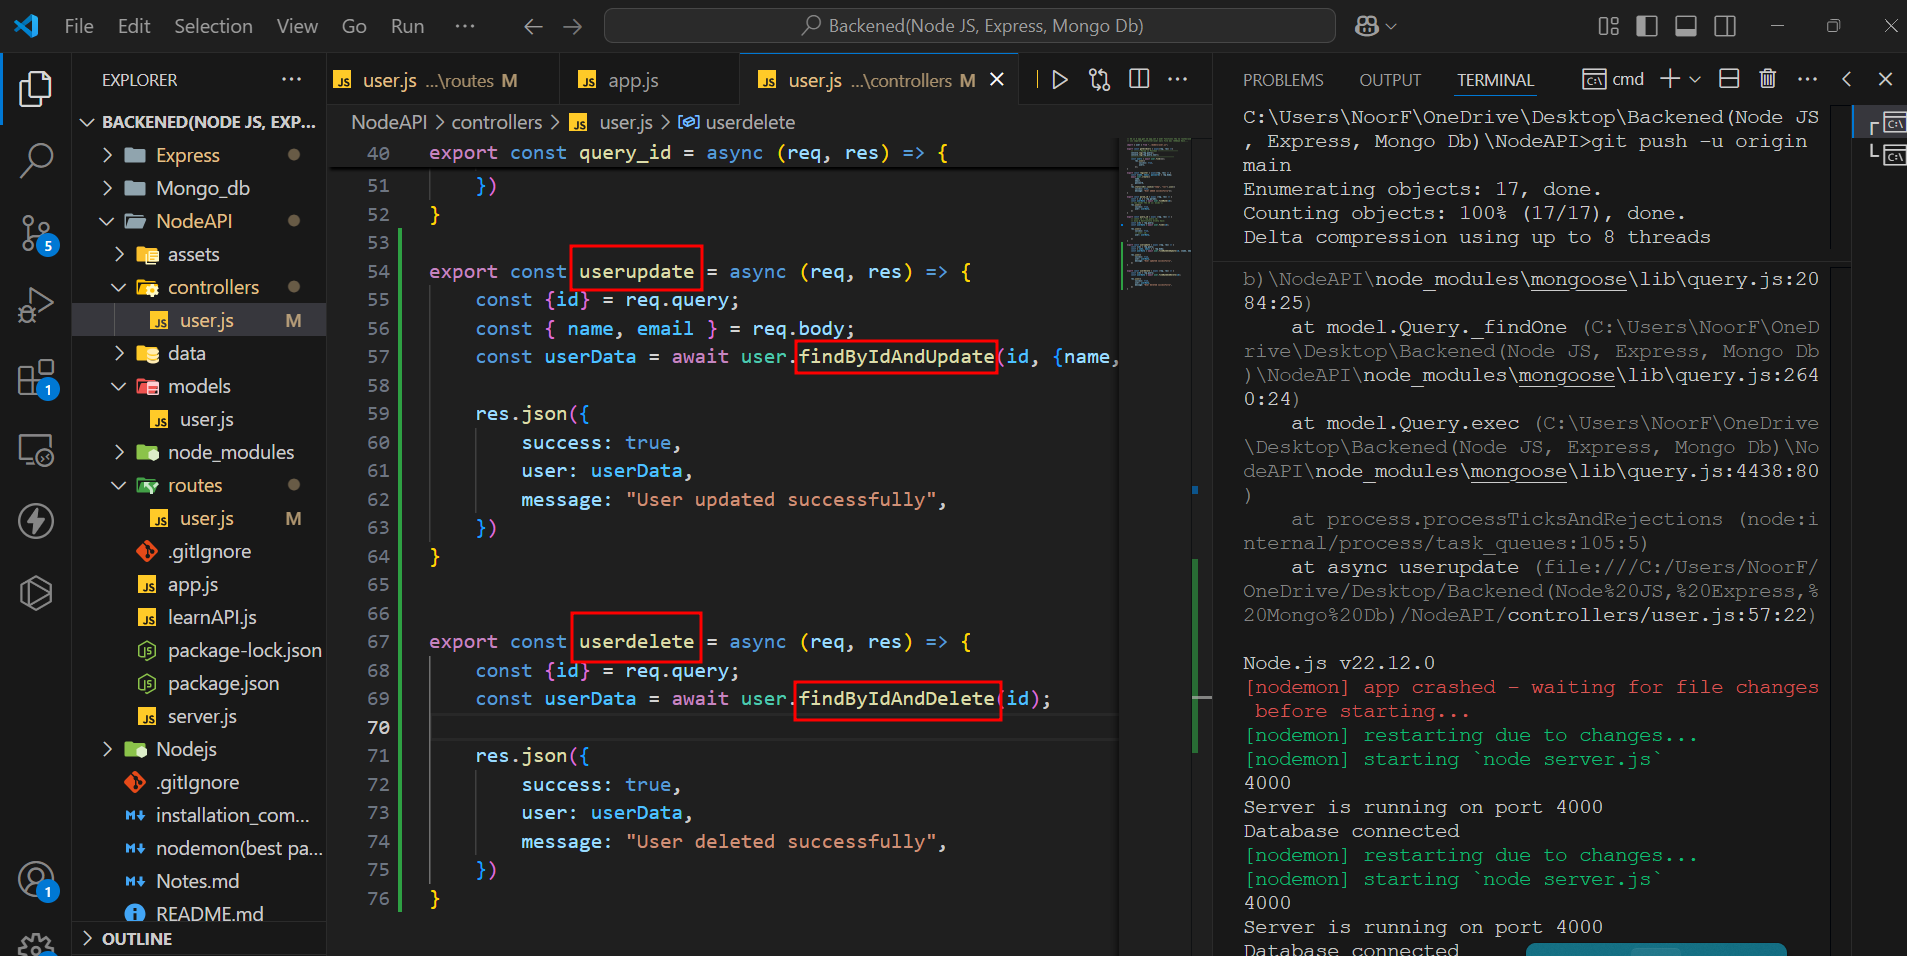 File Edit Selection View Go Run ··· Backened(Node JS, Express, Mongo Db)
EXPLORER
BACKENED(NODE JS, EXP...
Express
Mongo_db
NodeAPI
assets
controllers
user.js M
data
models
user.js
node_modules
routes
user.js M
.gitIgnore
app.js
learnAPI.js
package-lock.json
package.json
server.js
Nodejs
.gitIgnore
installation_com...
nodemon(best pa...
Notes.md
README.md
OUTLINE
5
1
1
user.js ...\routes M
app.js
user.js ...\controllers M
NodeAPI > controllers > user.js > userdelete
40 export const query_id = async (req, res) => {
51 })
52 }
53
54 export const userupdate = async (req, res) => {
55 const {id} = req.query;
56 const { name, email } = req.body;
57 const userData = await user.findByIdAndUpdate(id, {name,
58
59 res.json({
60 success: true,
61 user: userData,
62 message: "User updated successfully",
63 })
64 }
65
66
67 export const userdelete = async (req, res) => {
68 const {id} = req.query;
69 const userData = await user.findByIdAndDelete(id);
70
71 res.json({
72 success: true,
73 user: userData,
74 message: "User deleted successfully",
75 })
76 }
PROBLEMS OUTPUT TERMINAL cmd
C:\Users\NoorF\OneDrive\Desktop\Backened(Node JS
, Express, Mongo Db)\NodeAPI>git push -u origin
main
Enumerating objects: 17, done.
Counting objects: 100% (17/17), done.
Delta compression using up to 8 threads
b)\NodeAPI\node_modules\mongoose\lib\query.js:20
84:25)
at model.Query._findOne (C:\Users\NoorF\OneD
rive\Desktop\Backened(Node JS, Express, Mongo Db
)\NodeAPI\node_modules\mongoose\lib\query.js:264
0:24)
at model.Query.exec (C:\Users\NoorF\OneDrive
\Desktop\Backened(Node JS, Express, Mongo Db)\No
deAPI\node_modules\mongoose\lib\query.js:4438:80
)
at process.processTicksAndRejections (node:i
nternal/process/task_queues:105:5)
at async userupdate (file:///C:/Users/NoorF/
OneDrive/Desktop/Backened(Node%20JS,%20Express,%
20Mongo%20Db)/NodeAPI/controllers/user.js:57:22)
Node.js v22.12.0
[nodemon] app crashed - waiting for file changes
before starting...
[nodemon] restarting due to changes...
[nodemon] starting `node server.js`
4000
Server is running on port 4000
Database connected
[nodemon] restarting due to changes...
[nodemon] starting `node server.js`
4000
Server is running on port 4000
Database connected